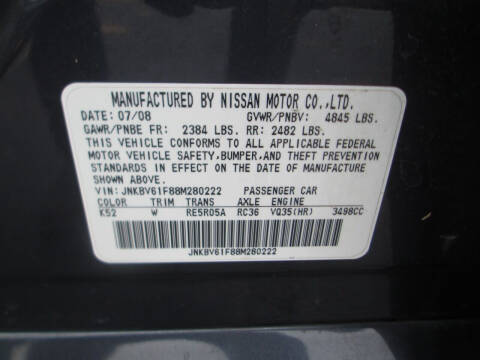 MANUFACTURED BY NISSAN MOTOR CO.,LTD.
DATE: 07/08 GVWR/PNBV: 4845 LBS.
GAWR/PNBE FR: 2384 LBS. RR: 2482 LBS.
THIS VEHICLE CONFORMS TO ALL APPLICABLE FEDERAL
MOTOR VEHICLE SAFETY,BUMPER,AND THEFT PREVENTION
STANDARDS IN EFFECT ON THE DATE OF MANUFACTURE
SHOWN ABOVE.
VIN: JNKBV61F88M280222 PASSENGER CAR
COLOR TRIM TRANS AXLE ENGINE
K52 W RE5R05A RC36 VQ35(HR) 3498CC
JNKBV61F88M280222